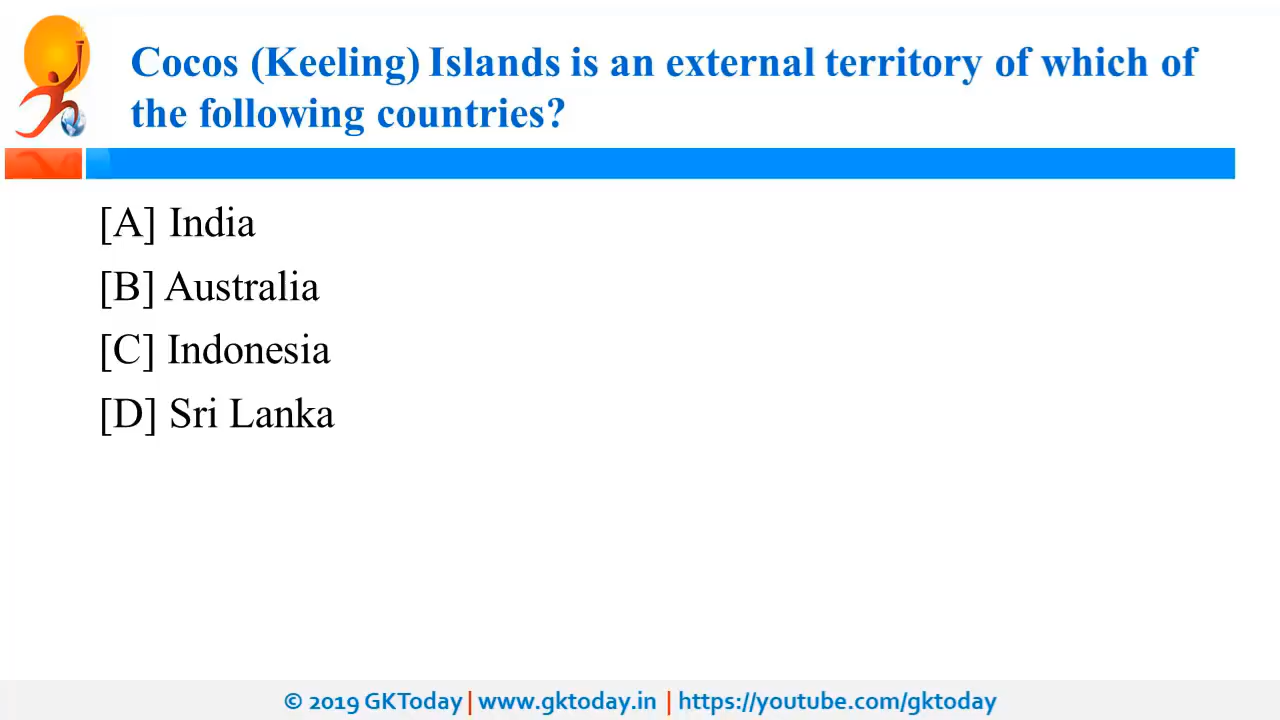 Cocos (Keeling) Islands is an external territory of which of
the following countries?
[A] India
[B] Australia
[C] Indonesia
[D] Sri Lanka
© 2019 GKToday | www.gktoday.in | https://youtube.com/gktoday